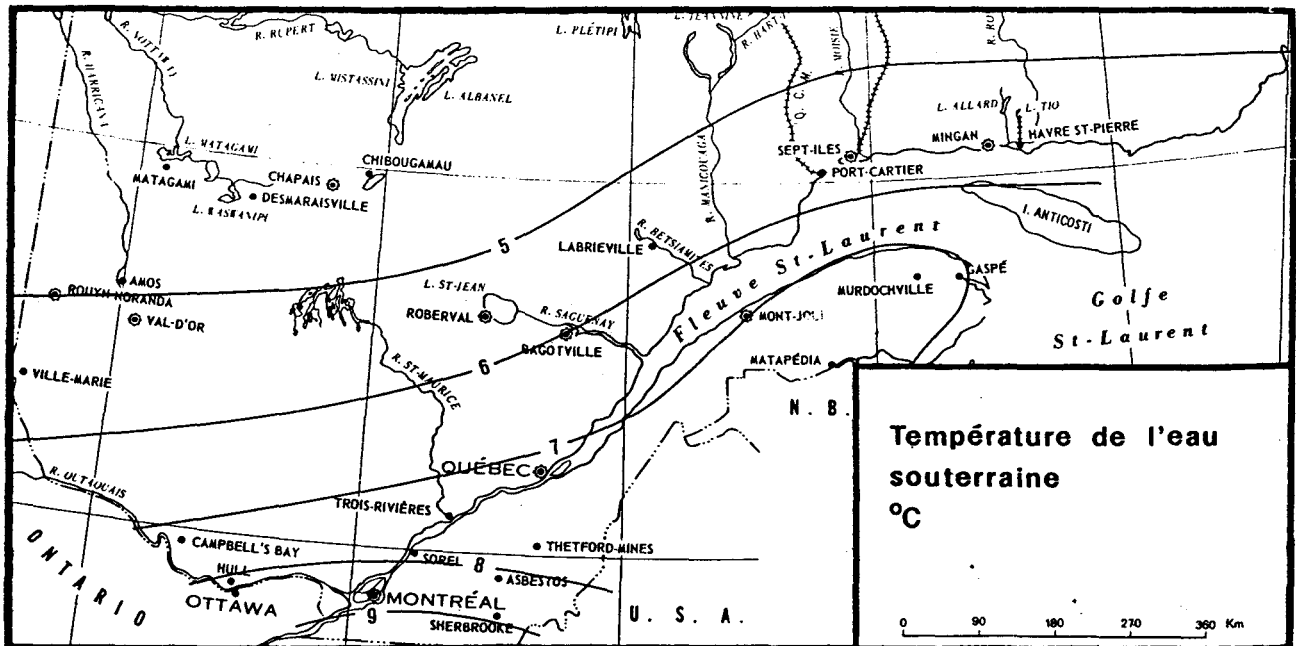 R. RUPERT
L. PLÉTIPI
R. MOISIE
R. HARRICANA
L. MISTASSINI
L. ALBANEL
Q. C. M.
L. ALLARD
L. TIO
L. MATAGAMI
MINGAN
HAVRE ST-PIERRE
SEPT-ILES
CHIBOUGAMAU
PORT-CARTIER
MATAGAMI
CHAPAIS
DESMARAISVILLE
L. WASWANIPI
R. MANICOUAGA
I. ANTICOSTI
5
R. BETSIAMITES
LABRIEVILLE
Fleuve St-Laurent
GASPÉ
MURDOCHVILLE
AMOS
ROUYN-NORANDA
VAL-D'OR
L. ST-JEAN
ROBERVAL
R. SAGUENAY
BAGOTVILLE
MONT-JOLI
Golfe
St-Laurent
MATAPÉDIA
VILLE-MARIE
6
R. ST-MAURICE
N. B.
7
QUÉBEC
R. OUTAOUAIS
TROIS-RIVIÈRES
ONTARIO
CAMPBELL'S BAY
SOREL
THETFORD-MINES
HULL
8
ASBESTOS
OTTAWA
MONTRÉAL
9
SHERBROOKE
U. S. A.
Température de l'eau
souterraine
°C
0 90 180 270 360 Km